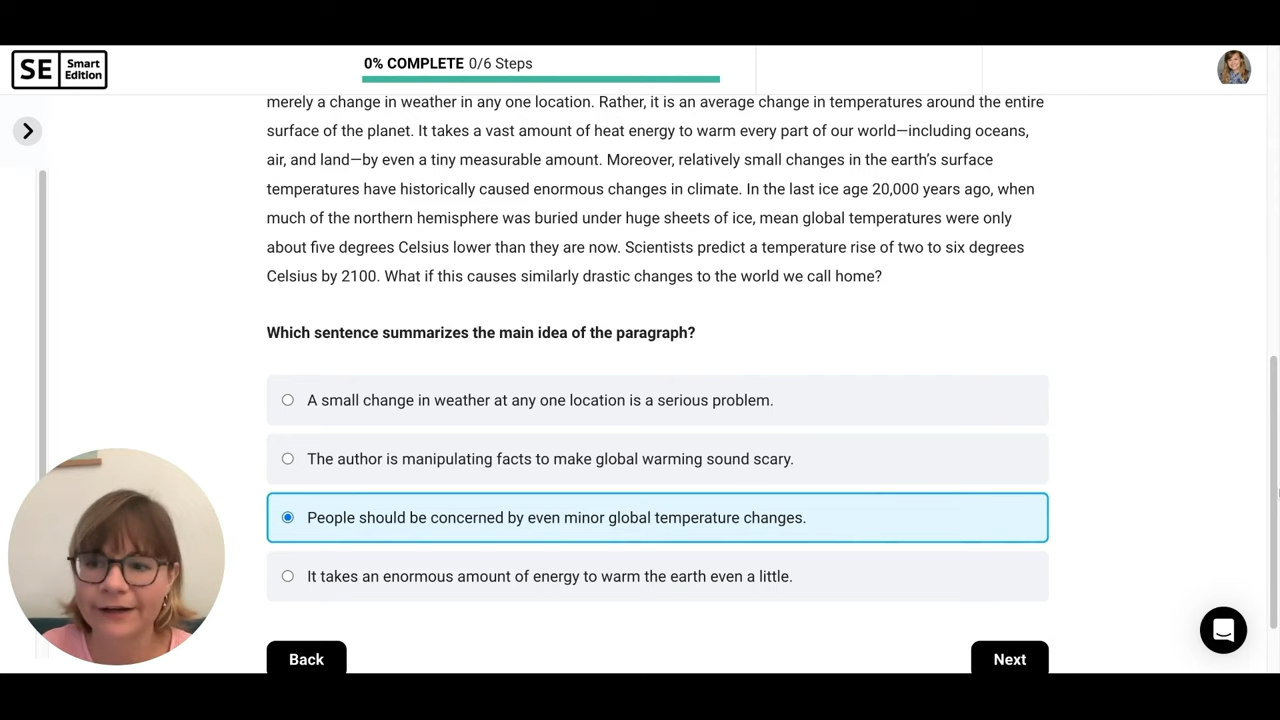 SE Smart Edition
0% COMPLETE 0/6 Steps
merely a change in weather in any one location. Rather, it is an average change in temperatures around the entire
surface of the planet. It takes a vast amount of heat energy to warm every part of our world—including oceans,
air, and land—by even a tiny measurable amount. Moreover, relatively small changes in the earth’s surface
temperatures have historically caused enormous changes in climate. In the last ice age 20,000 years ago, when
much of the northern hemisphere was buried under huge sheets of ice, mean global temperatures were only
about five degrees Celsius lower than they are now. Scientists predict a temperature rise of two to six degrees
Celsius by 2100. What if this causes similarly drastic changes to the world we call home?
Which sentence summarizes the main idea of the paragraph?
A small change in weather at any one location is a serious problem.
The author is manipulating facts to make global warming sound scary.
People should be concerned by even minor global temperature changes.
It takes an enormous amount of energy to warm the earth even a little.
Back
Next